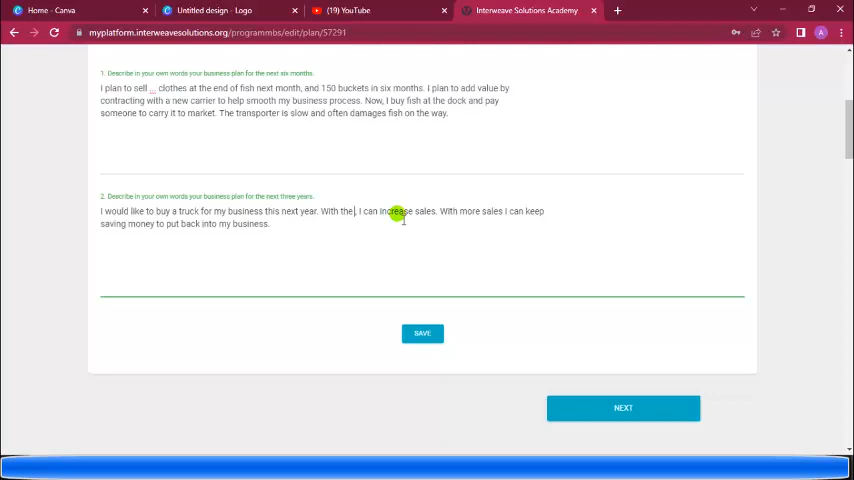 Home - Canva
Untitled design - Logo
(19) YouTube
Interweave Solutions Academy
myplatform.interweavesolutions.org/programmbs/edit/plan/57291
A
1. Describe in your own words your business plan for the next six months.
I plan to sell ... clothes at the end of fish next month, and 150 buckets in six months. I plan to add value by
contracting with a new carrier to help smooth my business process. Now, I buy fish at the dock and pay
someone to carry it to market. The transporter is slow and often damages fish on the way.
2. Describe in your own words your business plan for the next three years.
I would like to buy a truck for my business this next year. With the, I can increase sales. With more sales I can keep
saving money to put back into my business.
SAVE
NEXT